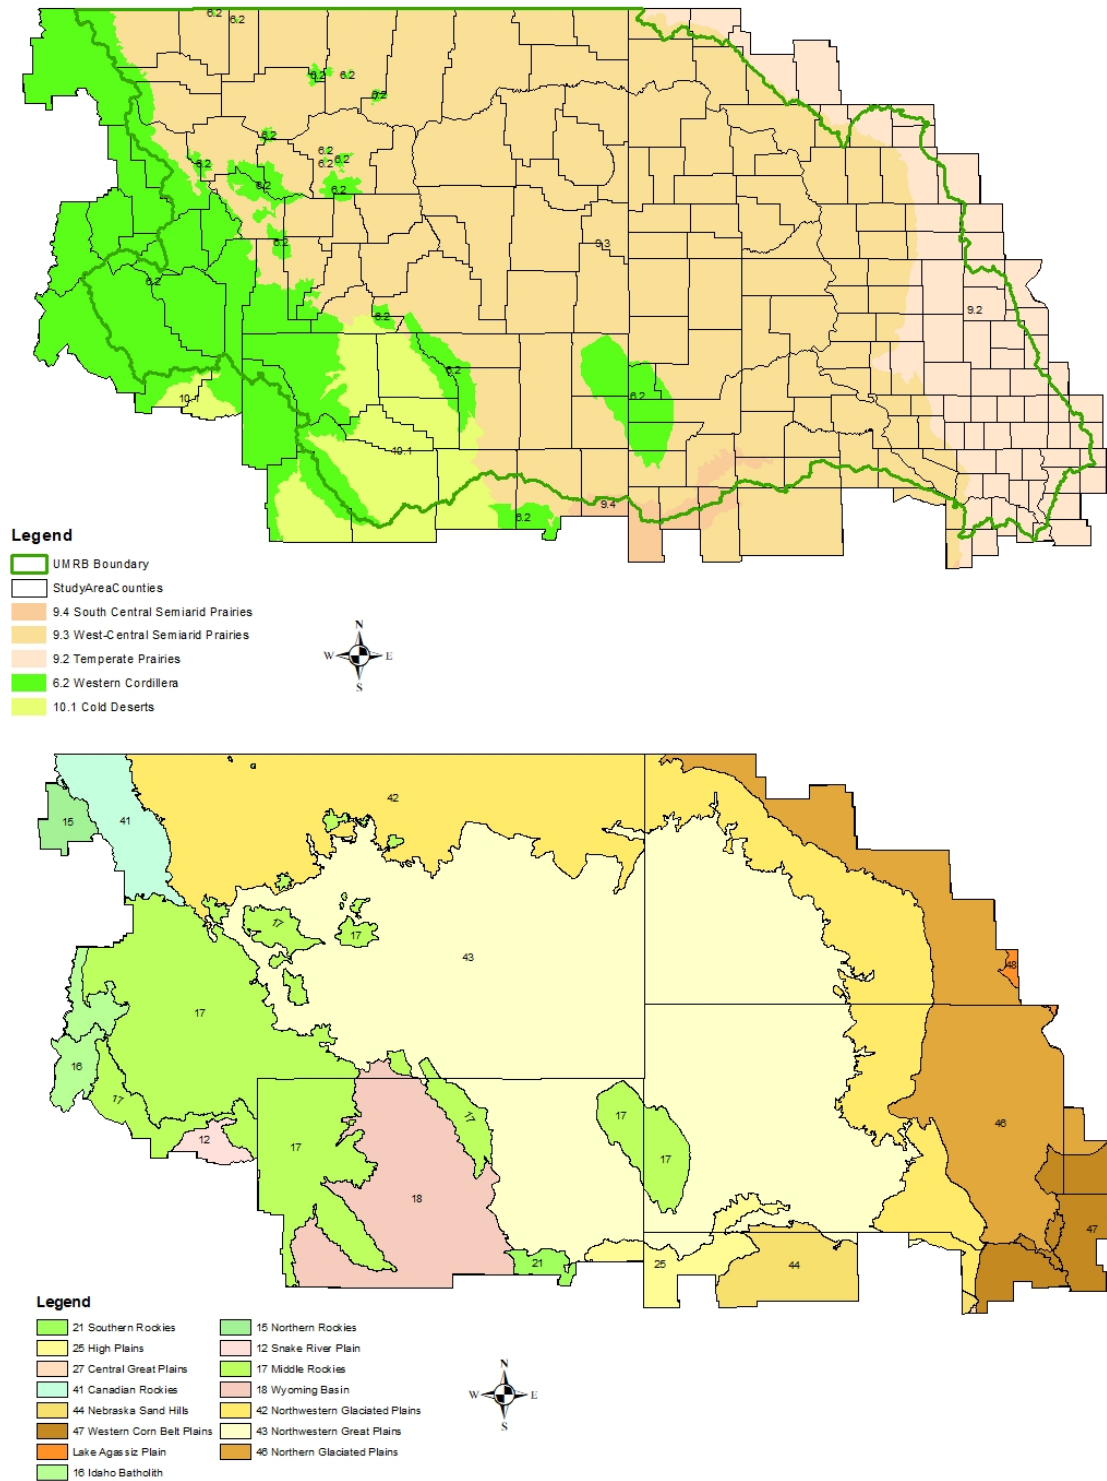 6.2
6.2
6.2
6.2
6.2
6.2
6.2
6.2
6.2
6.2
6.2
6.2
6.2
9.3
6.2
9.2
6.2
6.2
6.2
10.1
10.1
9.4
6.2
Legend
UMRB Boundary
StudyAreaCounties
9.4 South Central Semiarid Prairies
9.3 West-Central Semiarid Prairies
9.2 Temperate Prairies
6.2 Western Cordillera
10.1 Cold Deserts
N
W E
S
42
15
41
17
17
43
48
17
16
17
17
17
46
12
17
17
18
47
21
25
44
Legend
21 Southern Rockies
25 High Plains
27 Central Great Plains
41 Canadian Rockies
44 Nebraska Sand Hills
47 Western Corn Belt Plains
Lake Agassiz Plain
16 Idaho Batholith
15 Northern Rockies
12 Snake River Plain
17 Middle Rockies
18 Wyoming Basin
42 Northwestern Glaciated Plains
43 Northwestern Great Plains
46 Northern Glaciated Plains
N
W E
S